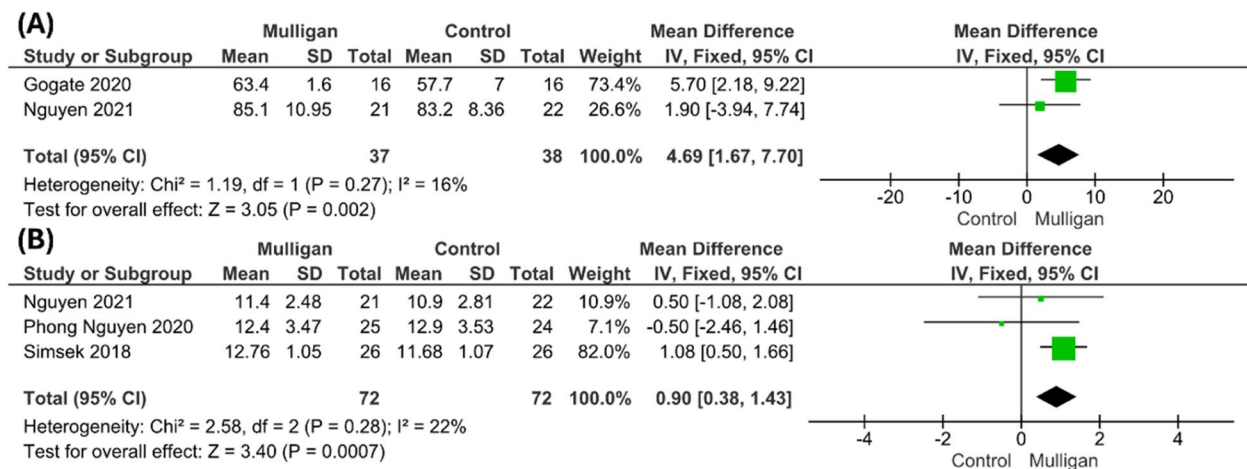 (A)
Mulligan Control Mean Difference Mean Difference
Study or Subgroup Mean SD Total Mean SD Total Weight IV, Fixed, 95% CI IV, Fixed, 95% CI
Gogate 2020 63.4 1.6 16 57.7 7 16 73.4% 5.70 [2.18, 9.22]
Nguyen 2021 85.1 10.95 21 83.2 8.36 22 26.6% 1.90 [-3.94, 7.74]
Total (95% CI) 37 38 100.0% 4.69 [1.67, 7.70]
Heterogeneity: Chi² = 1.19, df = 1 (P = 0.27); I² = 16%
Test for overall effect: Z = 3.05 (P = 0.002)
-20 -10 0 10 20
Control Mulligan
(B)
Mulligan Control Mean Difference Mean Difference
Study or Subgroup Mean SD Total Mean SD Total Weight IV, Fixed, 95% CI IV, Fixed, 95% CI
Nguyen 2021 11.4 2.48 21 10.9 2.81 22 10.9% 0.50 [-1.08, 2.08]
Phong Nguyen 2020 12.4 3.47 25 12.9 3.53 24 7.1% -0.50 [-2.46, 1.46]
Simsek 2018 12.76 1.05 26 11.68 1.07 26 82.0% 1.08 [0.50, 1.66]
Total (95% CI) 72 72 100.0% 0.90 [0.38, 1.43]
Heterogeneity: Chi² = 2.58, df = 2 (P = 0.28); I² = 22%
Test for overall effect: Z = 3.40 (P = 0.0007)
-4 -2 0 2 4
Control Mulligan